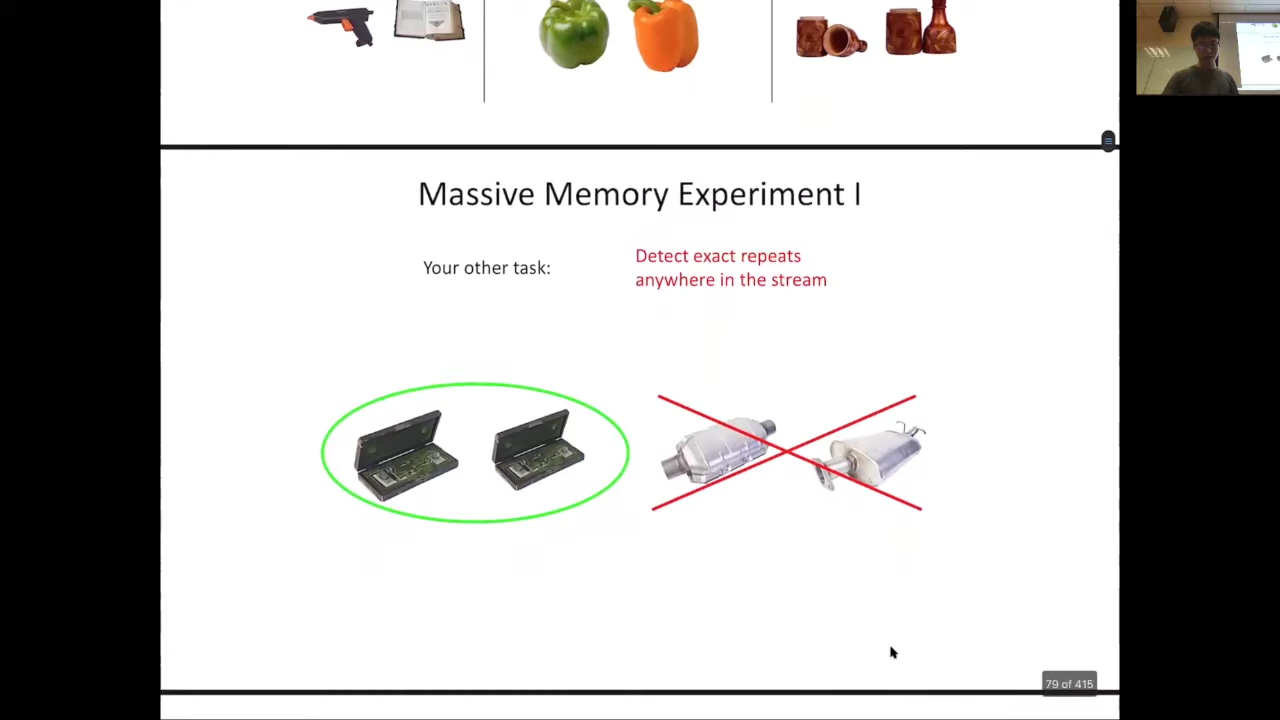 Massive Memory Experiment I
Your other task:
Detect exact repeats
anywhere in the stream
79 of 415